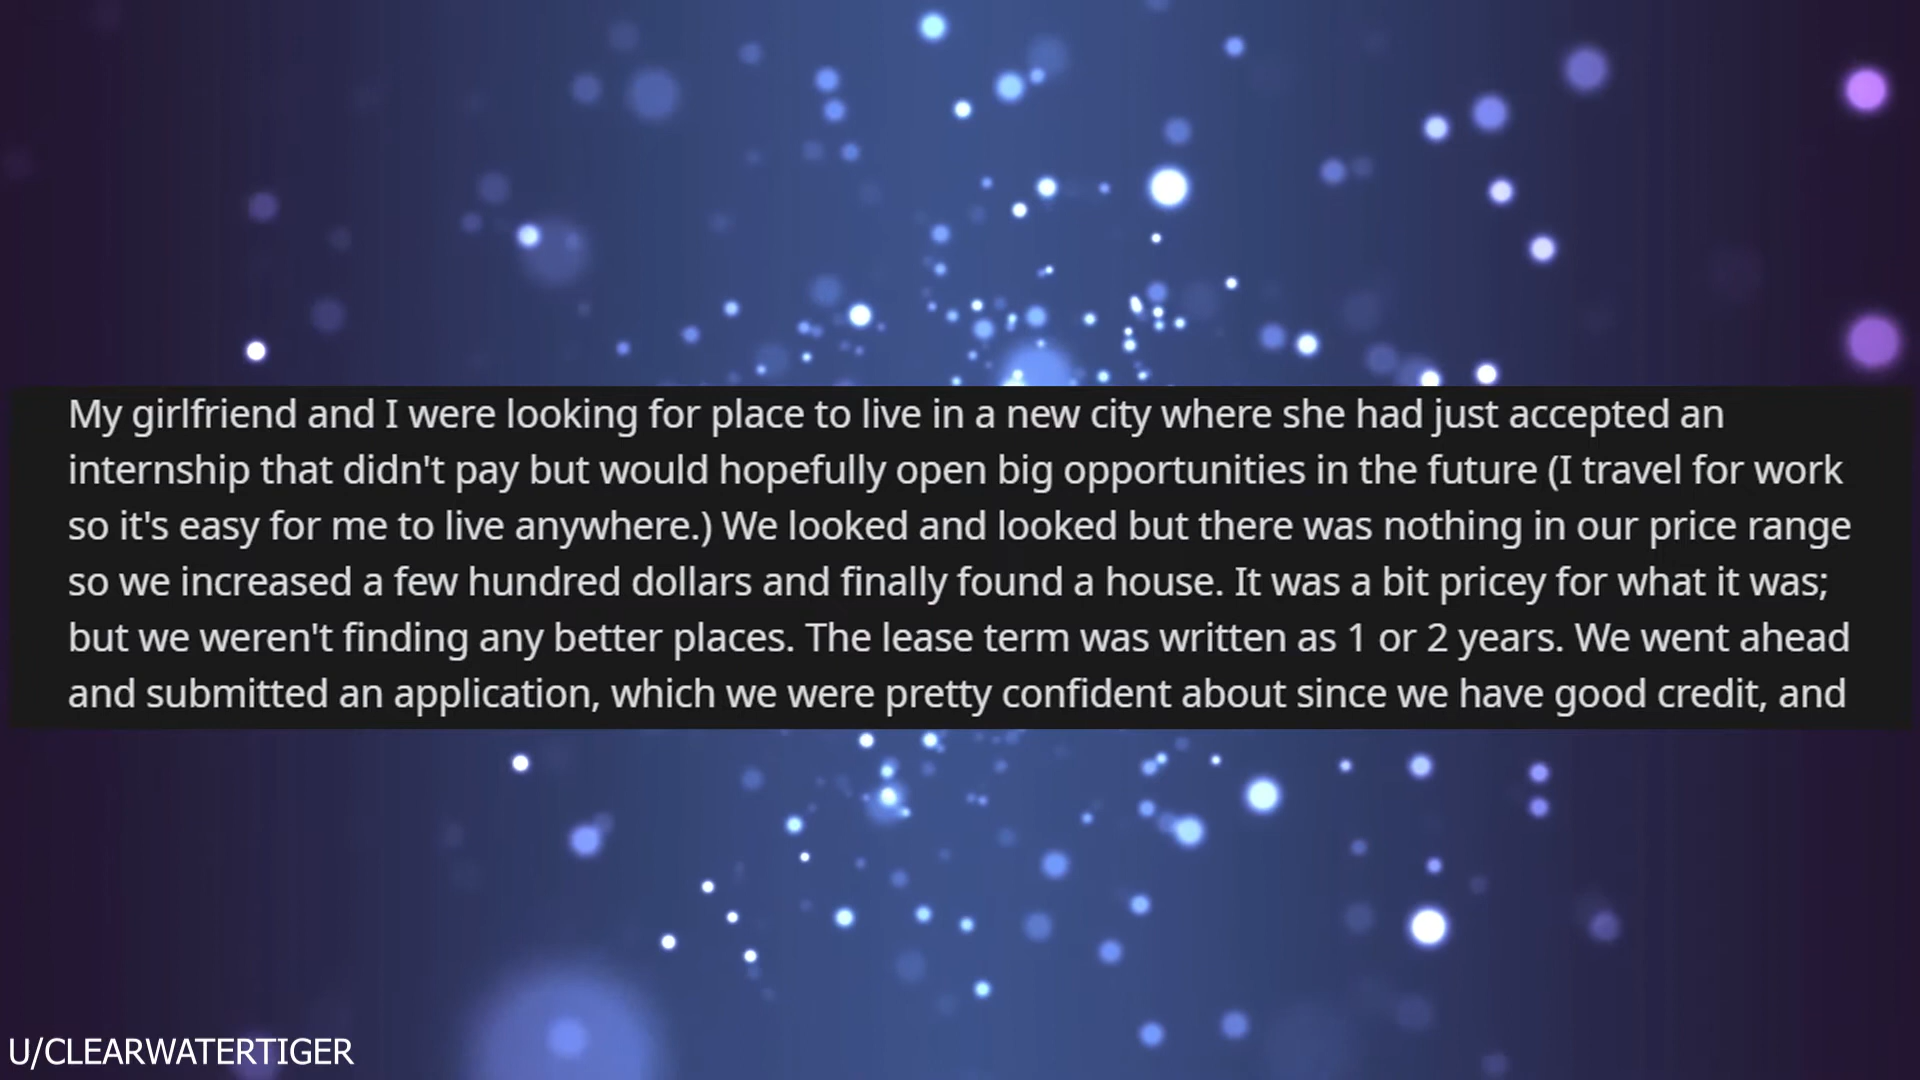 My girlfriend and I were looking for place to live in a new city where she had just accepted an
internship that didn't pay but would hopefully open big opportunities in the future (I travel for work
so it's easy for me to live anywhere.) We looked and looked but there was nothing in our price range
so we increased a few hundred dollars and finally found a house. It was a bit pricey for what it was;
but we weren't finding any better places. The lease term was written as 1 or 2 years. We went ahead
and submitted an application, which we were pretty confident about since we have good credit, and
U/CLEARWATERTIGER